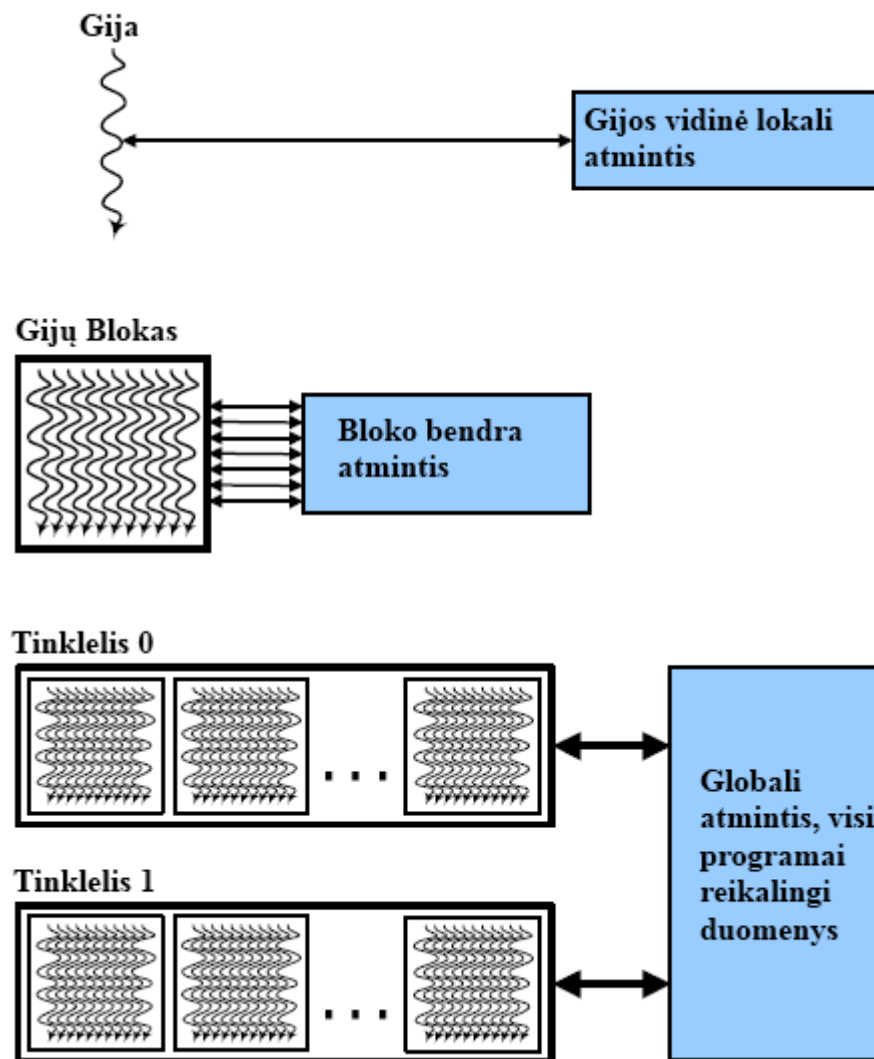 Gija
Gijos vidinė lokali
atmintis
Gijų Blokas
Bloko bendra
atmintis
Tinklelis 0
. . .
Globali
atmintis, visi
programai
reikalingi
duomenys
Tinklelis 1
. . .